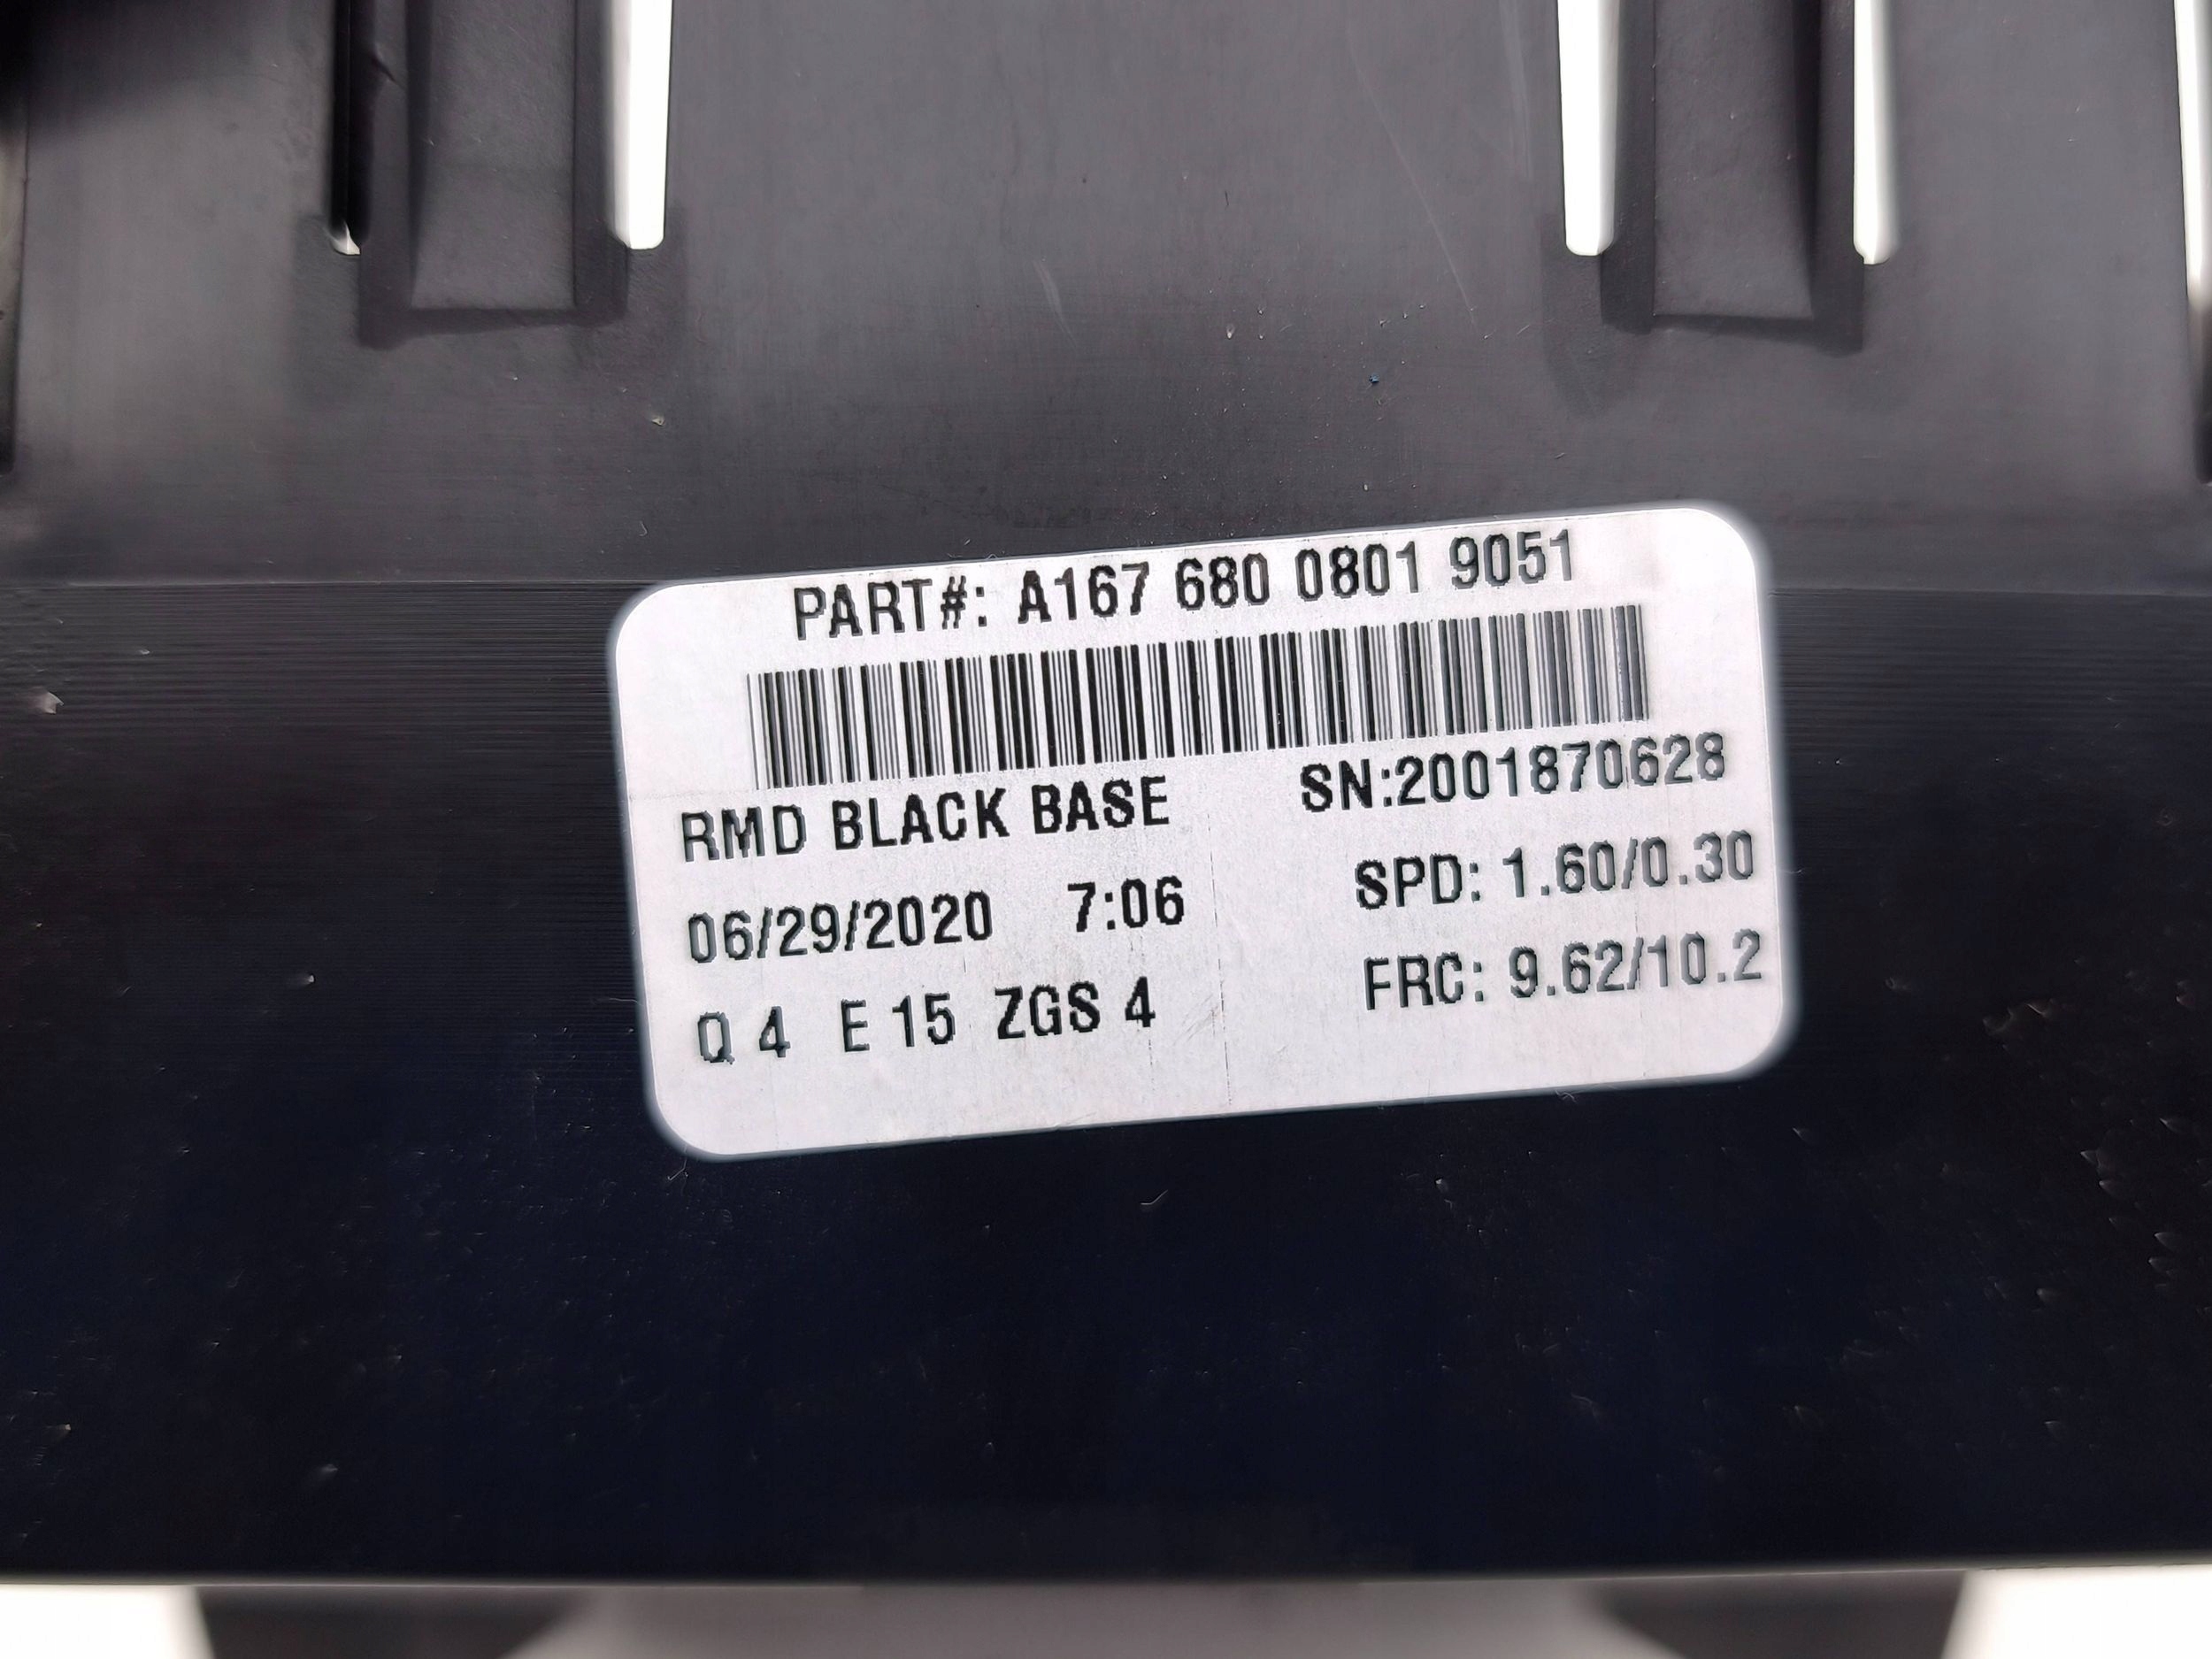 PART#: A167 680 0801 9051
RMD BLACK BASE SN:2001870628
06/29/2020 7:06 SPD: 1.60/0.30
Q 4 E 15 ZGS 4 FRC: 9.62/10.2